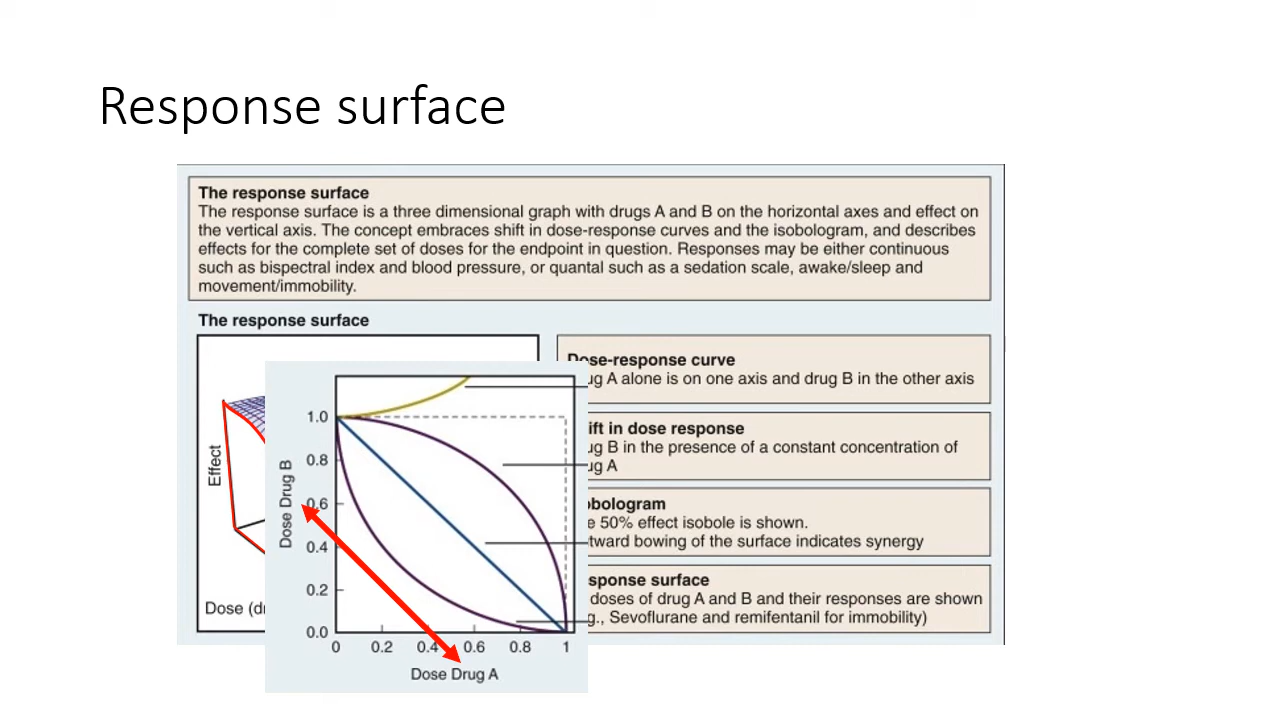 Response surface
The response surface
The response surface is a three dimensional graph with drugs A and B on the horizontal axes and effect on
the vertical axis. The concept embraces shift in dose-response curves and the isobologram, and describes
effects for the complete set of doses for the endpoint in question. Responses may be either continuous
such as bispectral index and blood pressure, or quantal such as a sedation scale, awake/sleep and
movement/immobility.
The response surface
Effect
Dose (
Dose Drug B
1.0
0.8
0.6
0.4
0.2
0.0
0
0.2
0.4
0.6
0.8
1
Dose Drug A
Dose-response curve
ug A alone is on one axis and drug B in the other axis
ift in dose response
ug B in the presence of a constant concentration of
ug A
obologram
e 50% effect isobole is shown.
tward bowing of the surface indicates synergy
sponse surface
doses of drug A and B and their responses are shown
g., Sevoflurane and remifentanil for immobility)